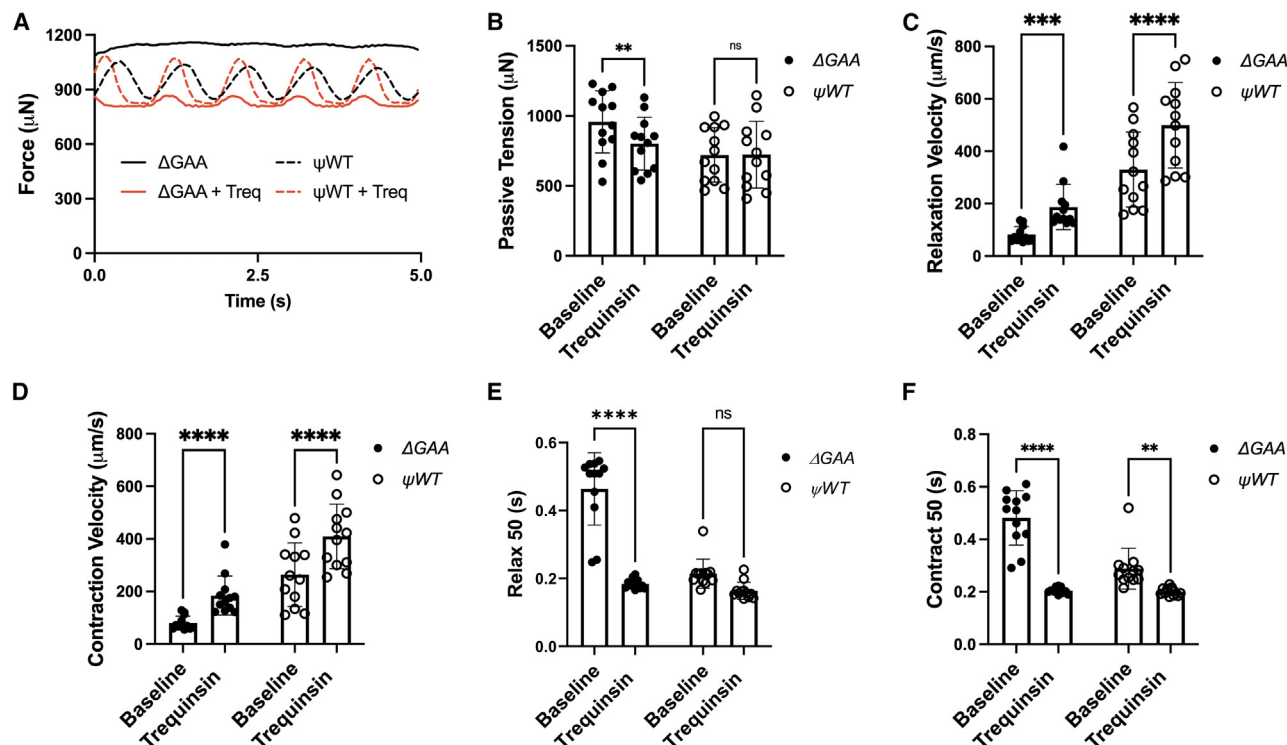 A
Force (µN)
1200
900
600
300
0
ΔGAA
ψWT
ΔGAA + Treq
ψWT + Treq
0.0
2.5
5.0
Time (s)
B
Passive Tension (µN)
1500
1000
500
0
**
ns
ΔGAA
ψWT
Baseline
Trequinsin
Baseline
Trequinsin
C
Relaxation Velocity (µm/s)
800
600
400
200
0
***
****
ΔGAA
ψWT
Baseline
Trequinsin
Baseline
Trequinsin
D
Contraction Velocity (µm/s)
800
600
400
200
0
****
****
ΔGAA
ψWT
Baseline
Trequinsin
Baseline
Trequinsin
E
Relax 50 (s)
0.6
0.4
0.2
0.0
****
ns
ΔGAA
ψWT
Baseline
Trequinsin
Baseline
Trequinsin
F
Contract 50 (s)
0.8
0.6
0.4
0.2
0.0
****
**
ΔGAA
ψWT
Baseline
Trequinsin
Baseline
Trequinsin